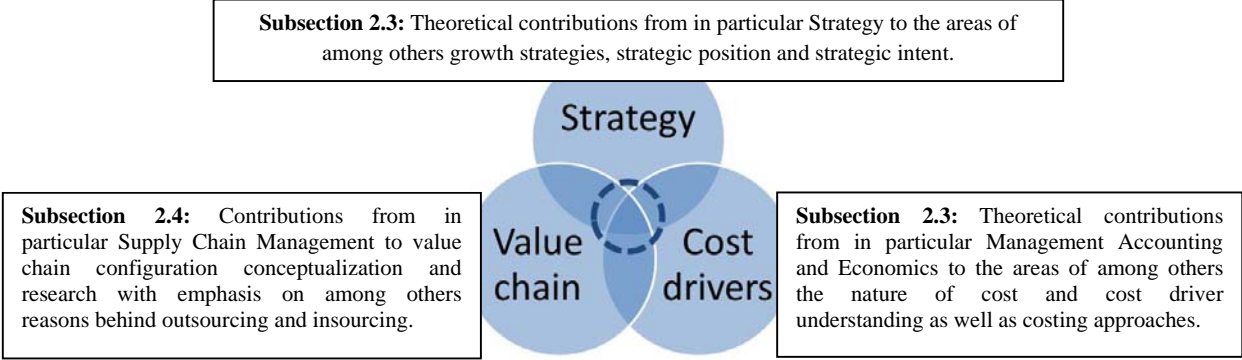 Subsection 2.3: Theoretical contributions from in particular Strategy to the areas of
among others growth strategies, strategic position and strategic intent.
Strategy
Subsection 2.4: Contributions from in
particular Supply Chain Management to value
chain configuration conceptualization and
research with emphasis on among others
reasons behind outsourcing and insourcing.
Value
chain
Cost
drivers
Subsection 2.3: Theoretical contributions
from in particular Management Accounting
and Economics to the areas of among others
the nature of cost and cost driver
understanding as well as costing approaches.